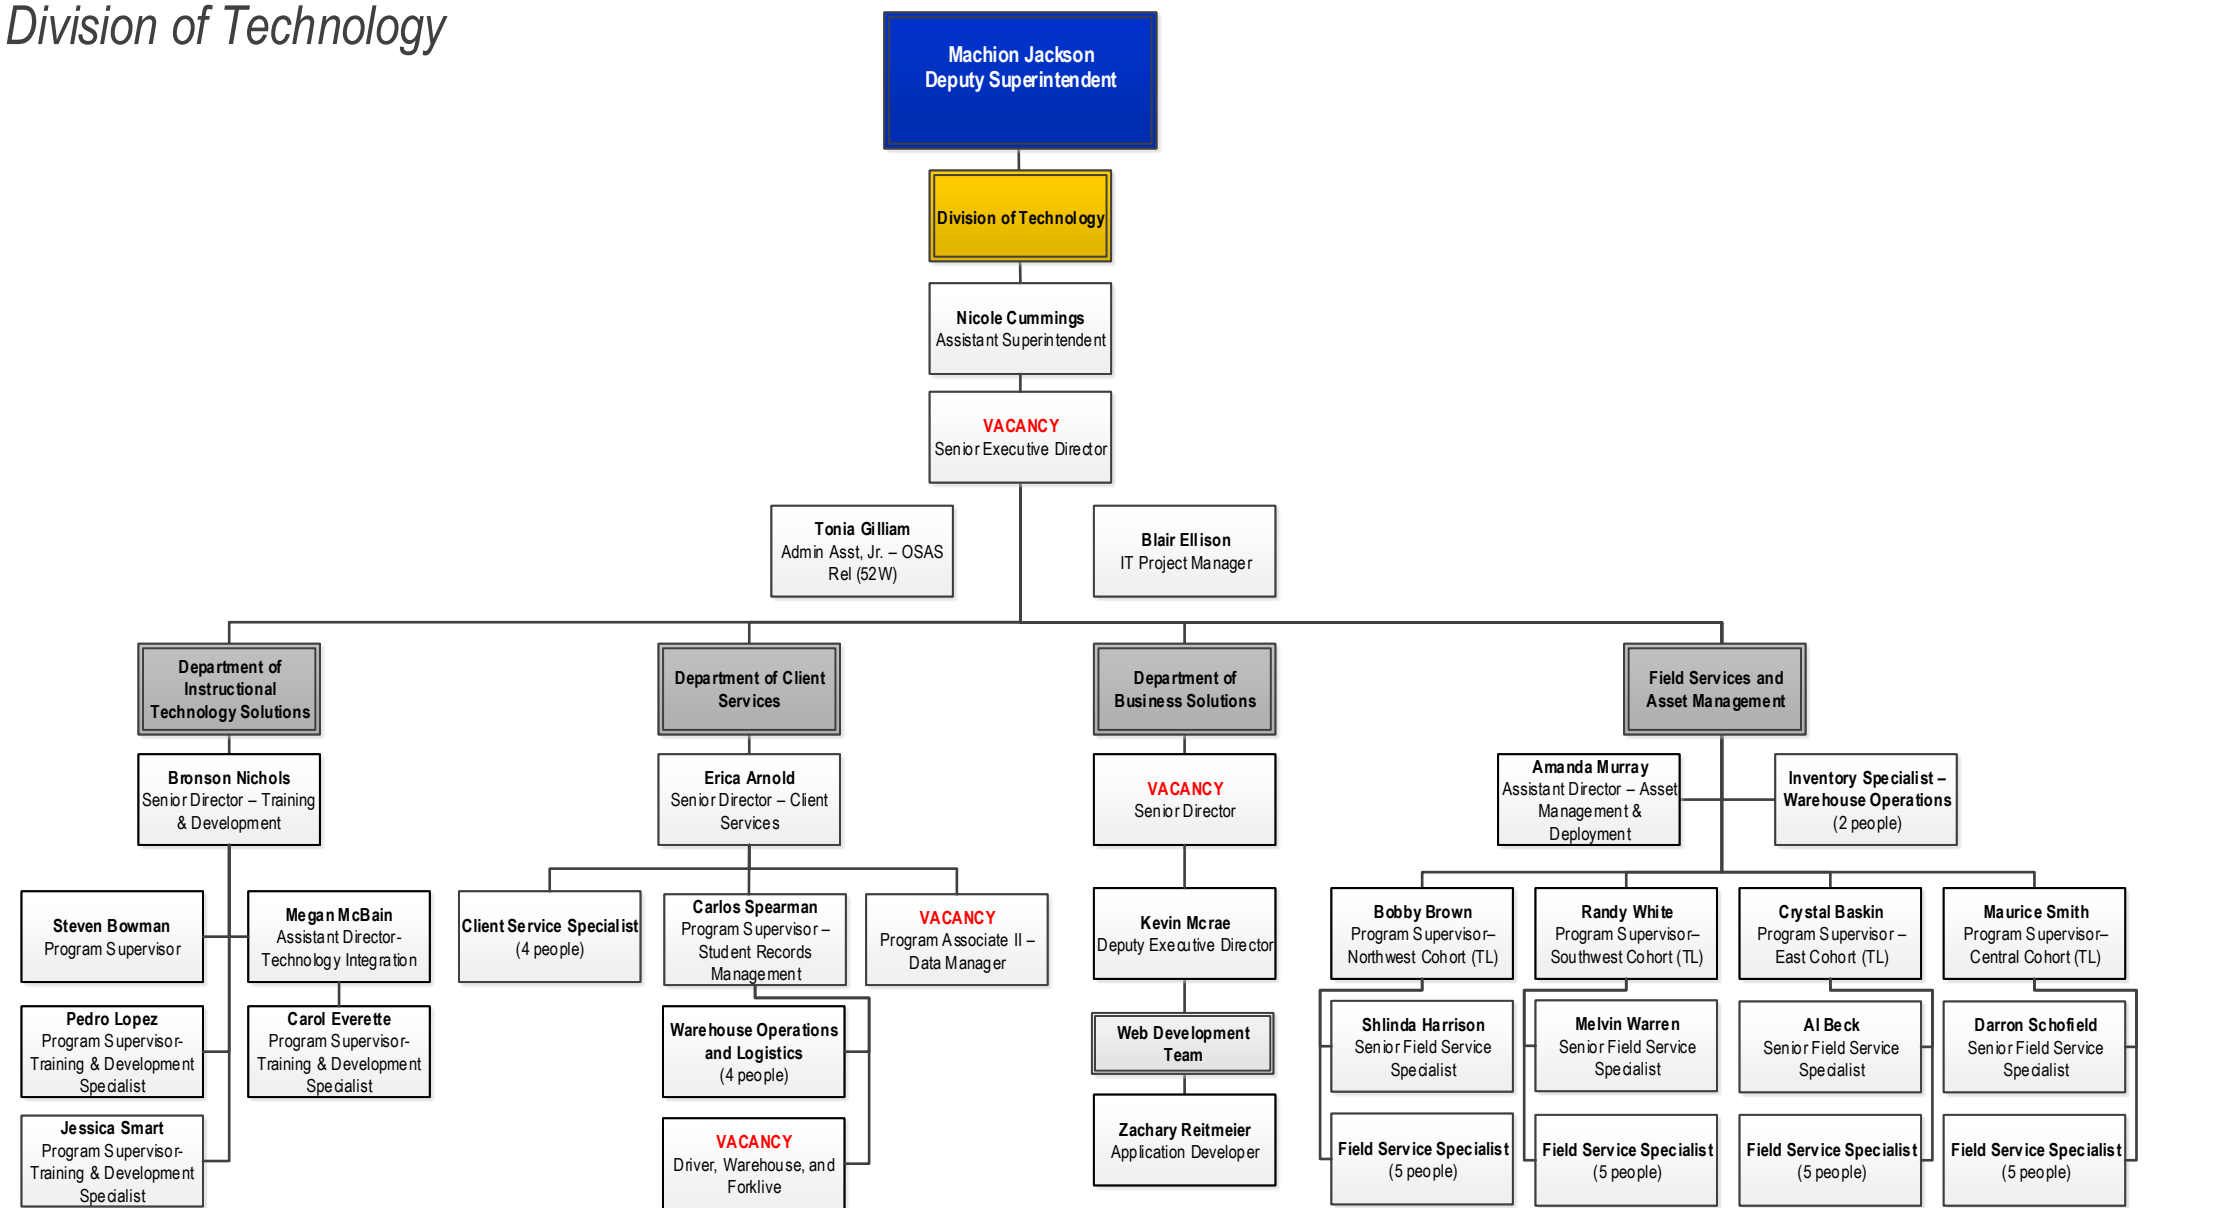 Division of Technology
Machion Jackson
Deputy Superintendent
Division of Technology
Nicole Cummings
Assistant Superintendent
VACANCY
Senior Executive Director
Tonia Gilliam
Admin Asst, Jr. – OSAS
Rel (52W)
Blair Ellison
IT Project Manager
Department of
Instructional
Technology Solutions
Department of Client
Services
Department of
Business Solutions
Field Services and
Asset Management
Bronson Nichols
Senior Director – Training
& Development
Erica Arnold
Senior Director – Client
Services
VACANCY
Senior Director
Amanda Murray
Assistant Director – Asset
Management &
Deployment
Inventory Specialist –
Warehouse Operations
(2 people)
Steven Bowman
Program Supervisor
Megan McBain
Assistant Director-
Technology Integration
Client Service Specialist
(4 people)
Carlos Spearman
Program Supervisor –
Student Records
Management
VACANCY
Program Associate II –
Data Manager
Kevin Mcrae
Deputy Executive Director
Bobby Brown
Program Supervisor–
Northwest Cohort (TL)
Randy White
Program Supervisor–
Southwest Cohort (TL)
Crystal Baskin
Program Supervisor –
East Cohort (TL)
Maurice Smith
Program Supervisor–
Central Cohort (TL)
Pedro Lopez
Program Supervisor-
Training & Development
Specialist
Carol Everette
Program Supervisor-
Training & Development
Specialist
Warehouse Operations
and Logistics
(4 people)
Web Development
Team
Shlinda Harrison
Senior Field Service
Specialist
Melvin Warren
Senior Field Service
Specialist
Al Beck
Senior Field Service
Specialist
Darron Schofield
Senior Field Service
Specialist
Jessica Smart
Program Supervisor-
Training & Development
Specialist
VACANCY
Driver, Warehouse, and
Forklive
Zachary Reitmeier
Application Developer
Field Service Specialist
(5 people)
Field Service Specialist
(5 people)
Field Service Specialist
(5 people)
Field Service Specialist
(5 people)